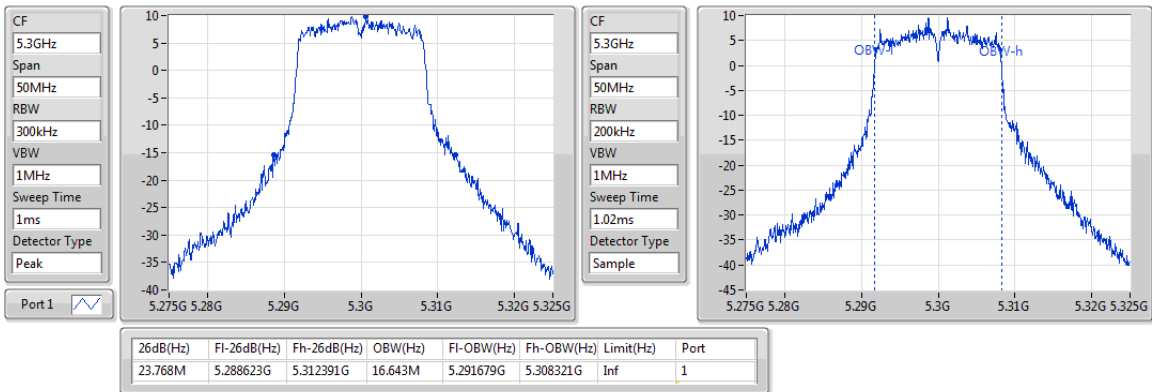 CF
5.3GHz
Span
50MHz
RBW
300kHz
VBW
1MHz
Sweep Time
1ms
Detector Type
Peak
Port 1
10
5
0
-5
-10
-15
-20
-25
-30
-35
-40
5.275G 5.28G 5.29G 5.3G 5.31G 5.32G 5.325G
CF
5.3GHz
Span
50MHz
RBW
200kHz
VBW
1MHz
Sweep Time
1.02ms
Detector Type
Sample
10
5
0
-5
-10
-15
-20
-25
-30
-35
-40
-45
OBW-l OBW-h
5.275G 5.28G 5.29G 5.3G 5.31G 5.32G 5.325G
26dB(Hz) Fl-26dB(Hz) Fh-26dB(Hz) OBW(Hz) Fl-OBW(Hz) Fh-OBW(Hz) Limit(Hz) Port
23.768M 5.288623G 5.312391G 16.643M 5.291679G 5.308321G Inf 1